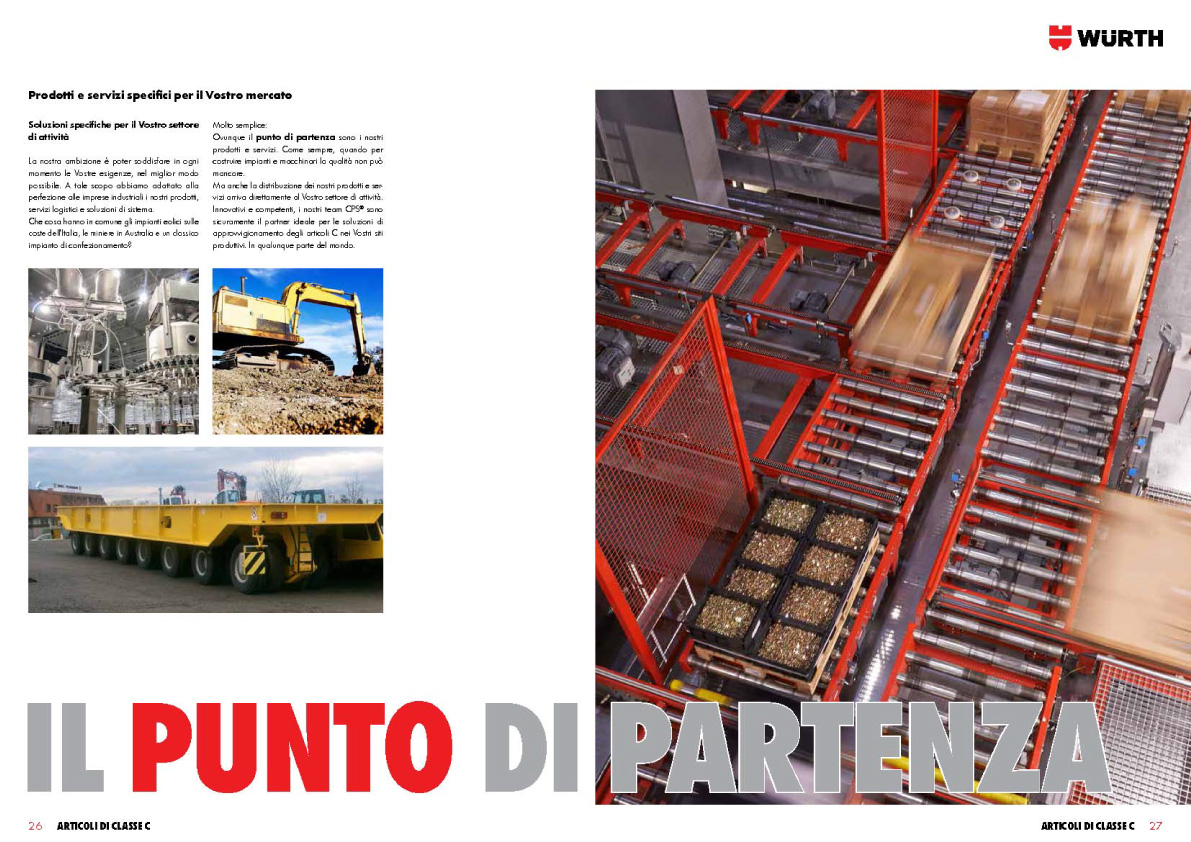 WÜRTH
Prodotti e servizi specifici per il Vostro mercato
Soluzioni specifiche per il Vostro settore
di attività
La nostra ambizione è poter soddisfare in ogni
momento le Vostre esigenze, nel miglior modo
possibile. A tale scopo abbiamo adattato alla
perfezione alle imprese industriali i nostri prodotti,
servizi logistici e soluzioni di sistema.
Che cosa hanno in comune gli impianti eolici sulle
coste dell'Italia, le miniere in Australia e un classico
impianto di confezionamento?
Molto semplice:
Ovunque il punto di partenza sono i nostri
prodotti e servizi. Come sempre, quando per
costruire impianti e macchinari la qualità non può
mancare.
Ma anche la distribuzione dei nostri prodotti e ser-
vizi arriva direttamente al Vostro settore di attività.
Innovativi e competenti, i nostri team CPS® sono
sicuramente il partner ideale per le soluzioni di
approvvigionamento degli articoli C nei Vostri siti
produttivi. In qualunque parte del mondo.
IL PUNTO DI PARTENZA
26 ARTICOLI DI CLASSE C
ARTICOLI DI CLASSE C 27